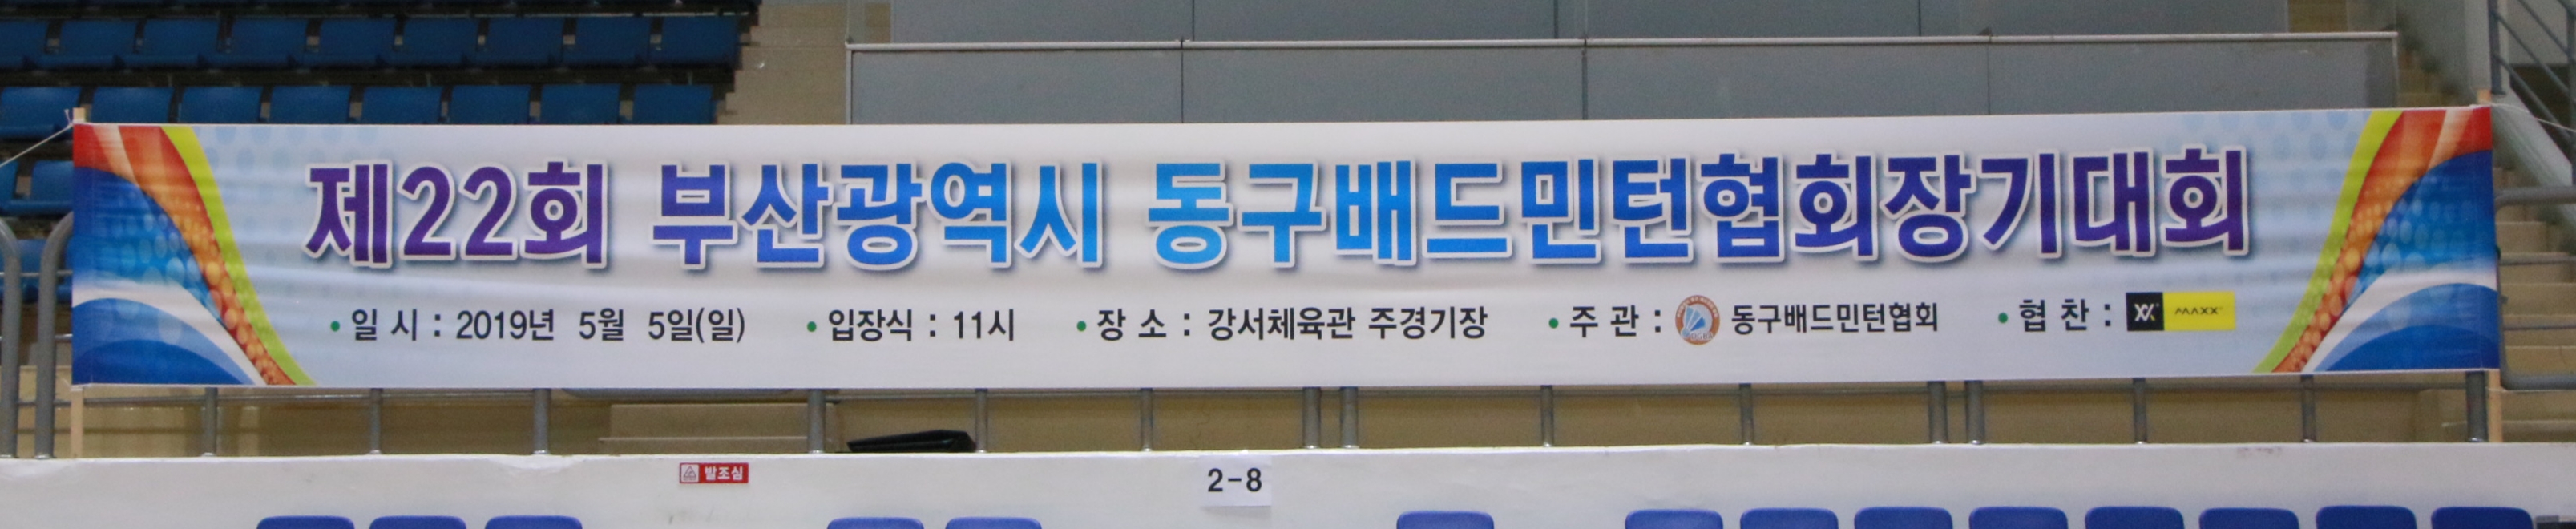 제22회 부산광역시 동구배드민턴협회장기대회
• 일 시 : 2019년 5월 5일(일) • 입장식 : 11시 • 장 소 : 강서체육관 주경기장 • 주 관 : 동구배드민턴협회 • 협 찬 : MAXX
발조심
2-8